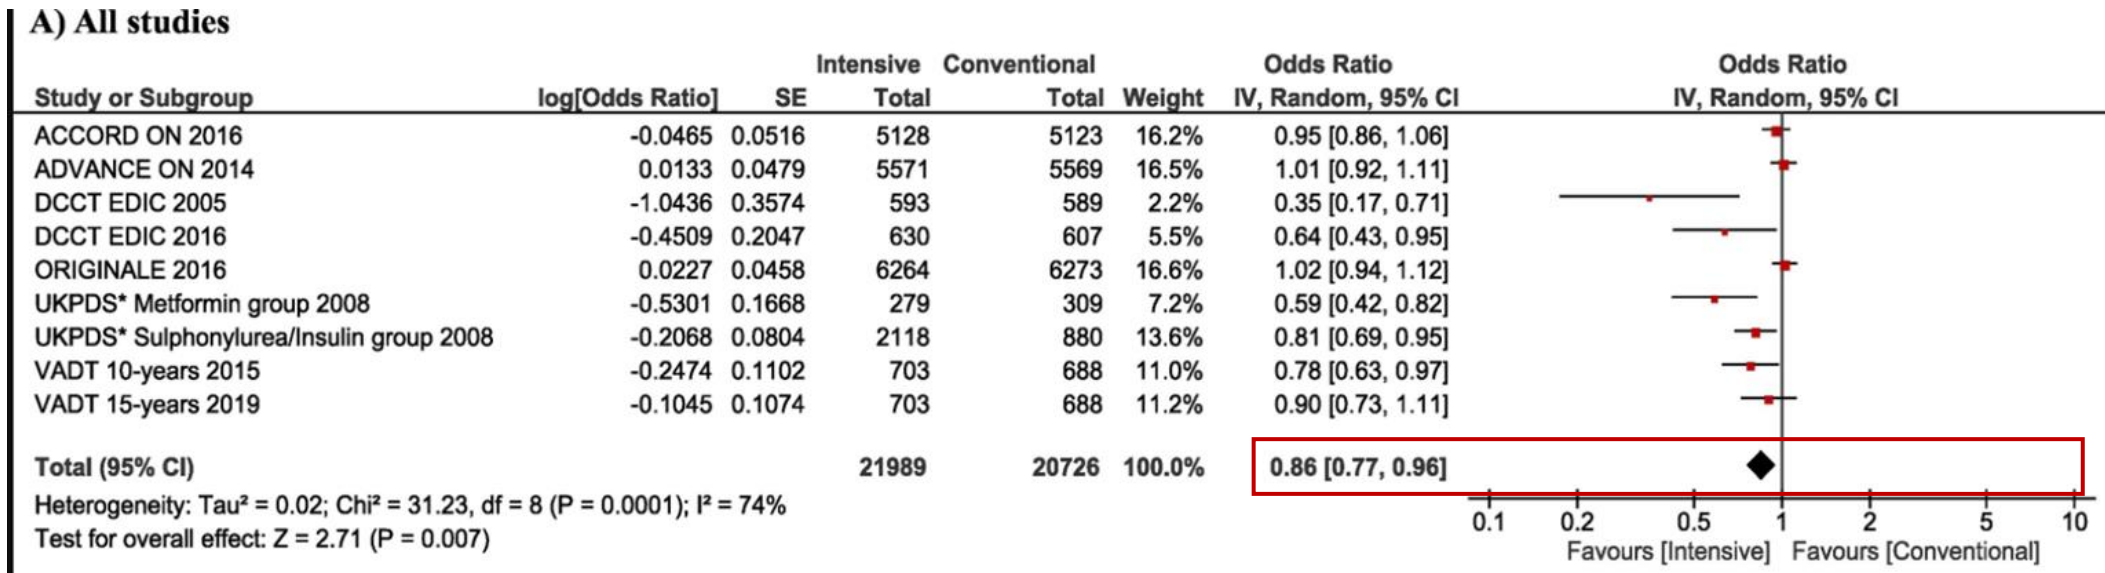 A) All studies
Intensive Conventional Odds Ratio Odds Ratio
Study or Subgroup log[Odds Ratio] SE Total Total Weight IV, Random, 95% CI IV, Random, 95% CI
ACCORD ON 2016 -0.0465 0.0516 5128 5123 16.2% 0.95 [0.86, 1.06]
ADVANCE ON 2014 0.0133 0.0479 5571 5569 16.5% 1.01 [0.92, 1.11]
DCCT EDIC 2005 -1.0436 0.3574 593 589 2.2% 0.35 [0.17, 0.71]
DCCT EDIC 2016 -0.4509 0.2047 630 607 5.5% 0.64 [0.43, 0.95]
ORIGINALE 2016 0.0227 0.0458 6264 6273 16.6% 1.02 [0.94, 1.12]
UKPDS* Metformin group 2008 -0.5301 0.1668 279 309 7.2% 0.59 [0.42, 0.82]
UKPDS* Sulphonylurea/Insulin group 2008 -0.2068 0.0804 2118 880 13.6% 0.81 [0.69, 0.95]
VADT 10-years 2015 -0.2474 0.1102 703 688 11.0% 0.78 [0.63, 0.97]
VADT 15-years 2019 -0.1045 0.1074 703 688 11.2% 0.90 [0.73, 1.11]
Total (95% CI) 21989 20726 100.0% 0.86 [0.77, 0.96]
Heterogeneity: Tau² = 0.02; Chi² = 31.23, df = 8 (P = 0.0001); I² = 74%
Test for overall effect: Z = 2.71 (P = 0.007)
0.1 0.2 0.5 1 2 5 10
Favours [Intensive] Favours [Conventional]